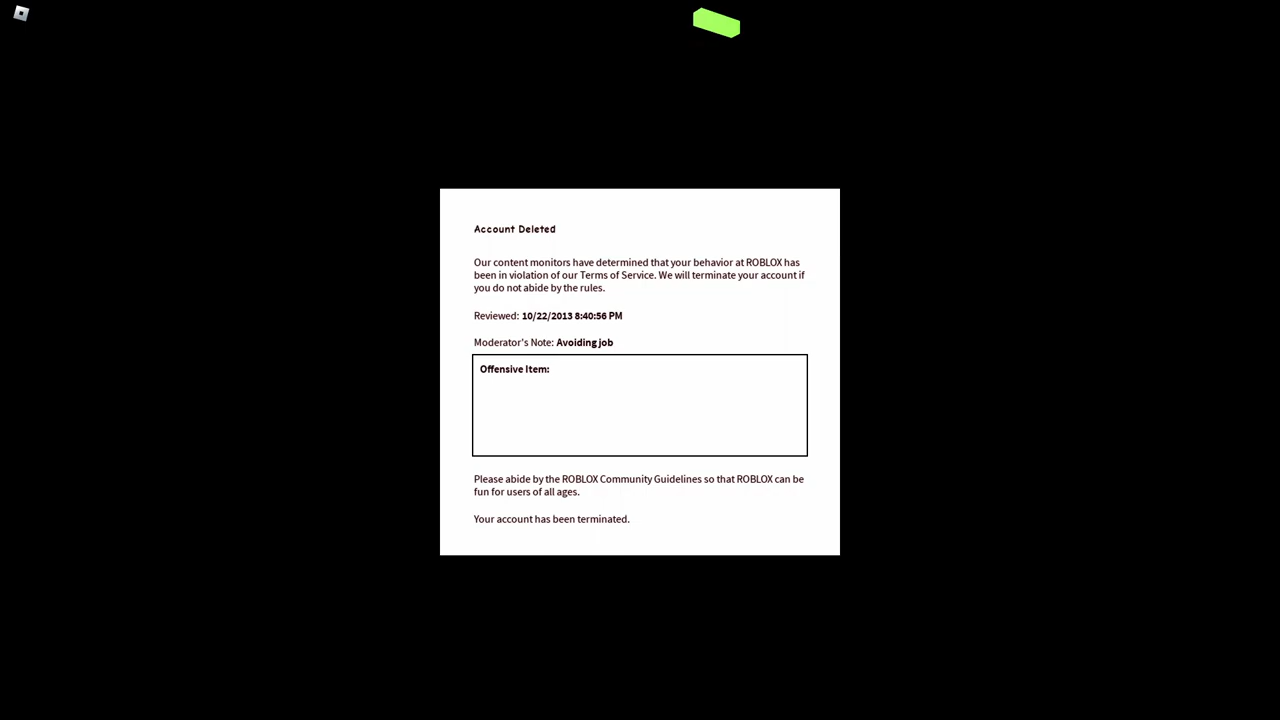 Account Deleted
Our content monitors have determined that your behavior at ROBLOX has
been in violation of our Terms of Service. We will terminate your account if
you do not abide by the rules.
Reviewed: 10/22/2013 8:40:56 PM
Moderator's Note: Avoiding job
Offensive Item:
Please abide by the ROBLOX Community Guidelines so that ROBLOX can be
fun for users of all ages.
Your account has been terminated.